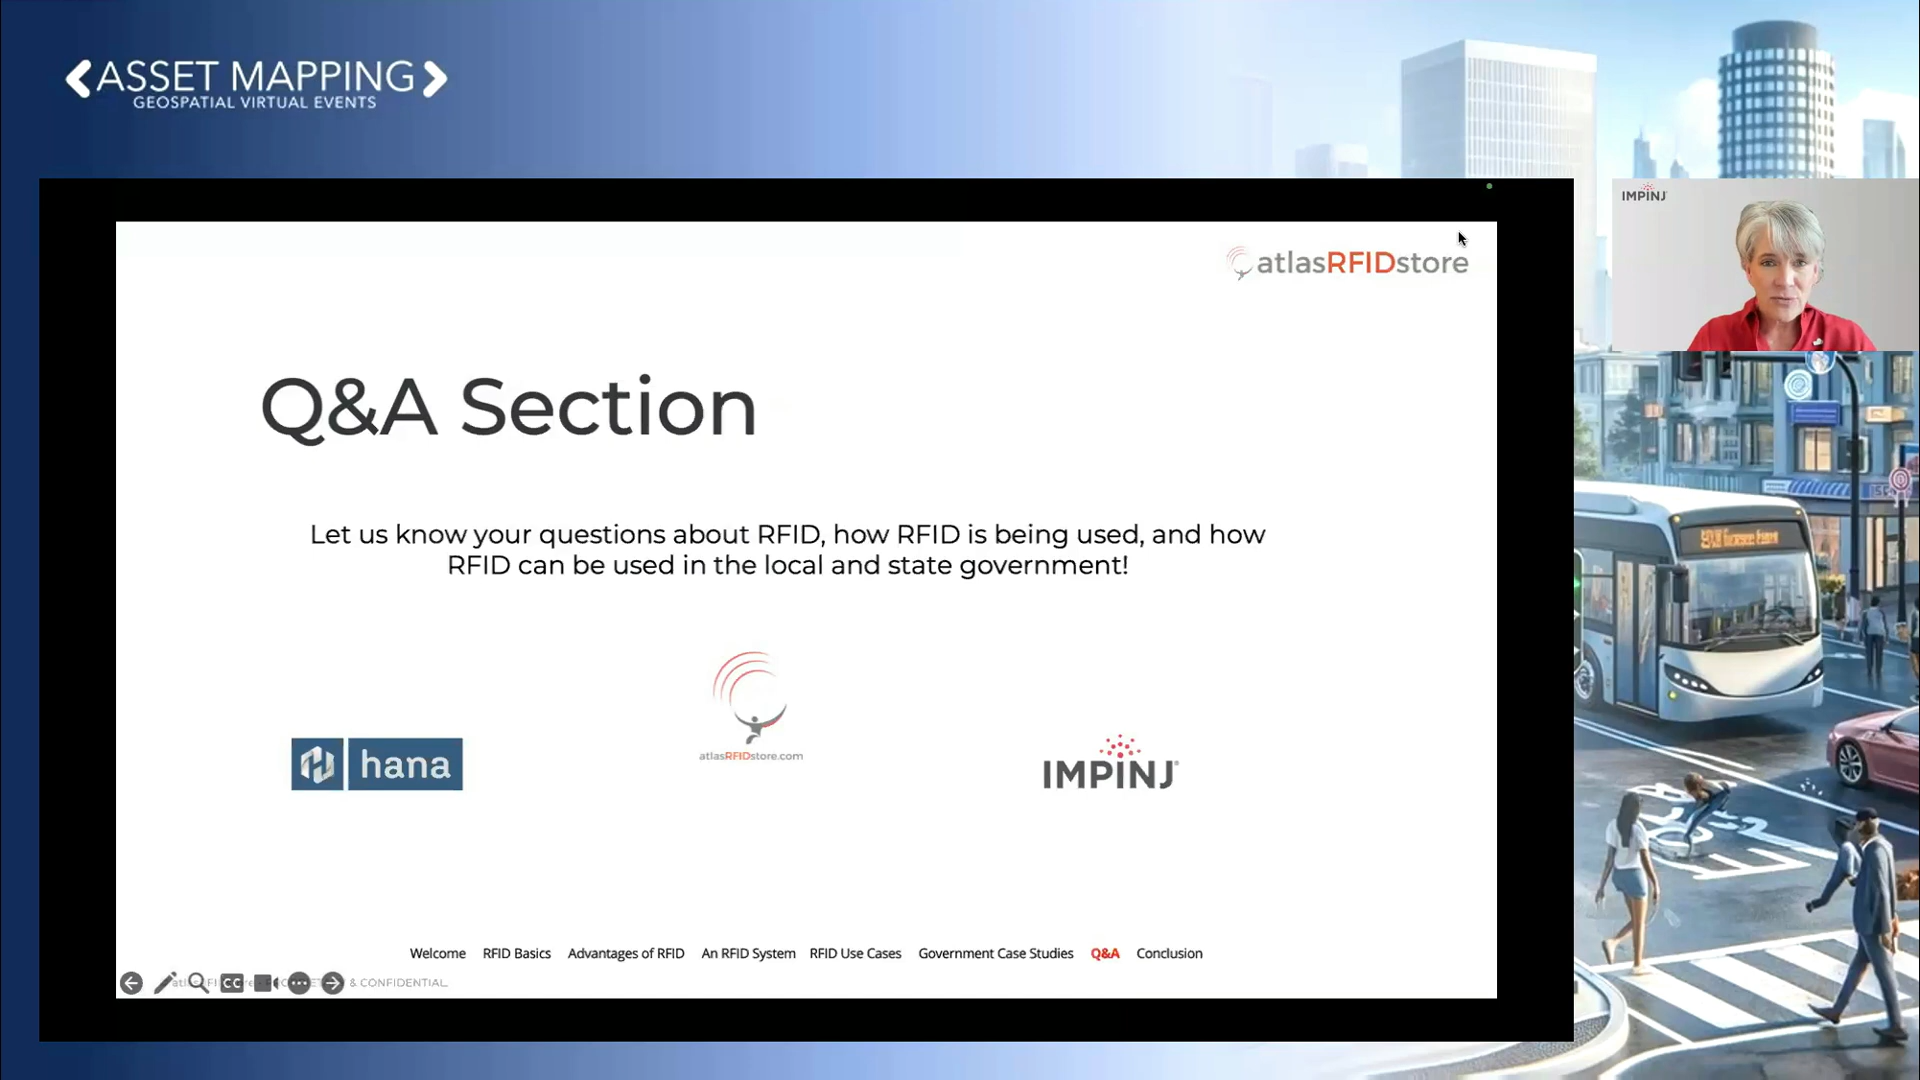 ASSET MAPPING
GEOSPATIAL VIRTUAL EVENTS
IMPINJ
atlasRFIDstore
Q&A Section
Let us know your questions about RFID, how RFID is being used, and how
RFID can be used in the local and state government!
hana
atlasRFIDstore.com
IMPINJ
Welcome RFID Basics Advantages of RFID An RFID System RFID Use Cases Government Case Studies Q&A Conclusion
CC
& CONFIDENTIAL